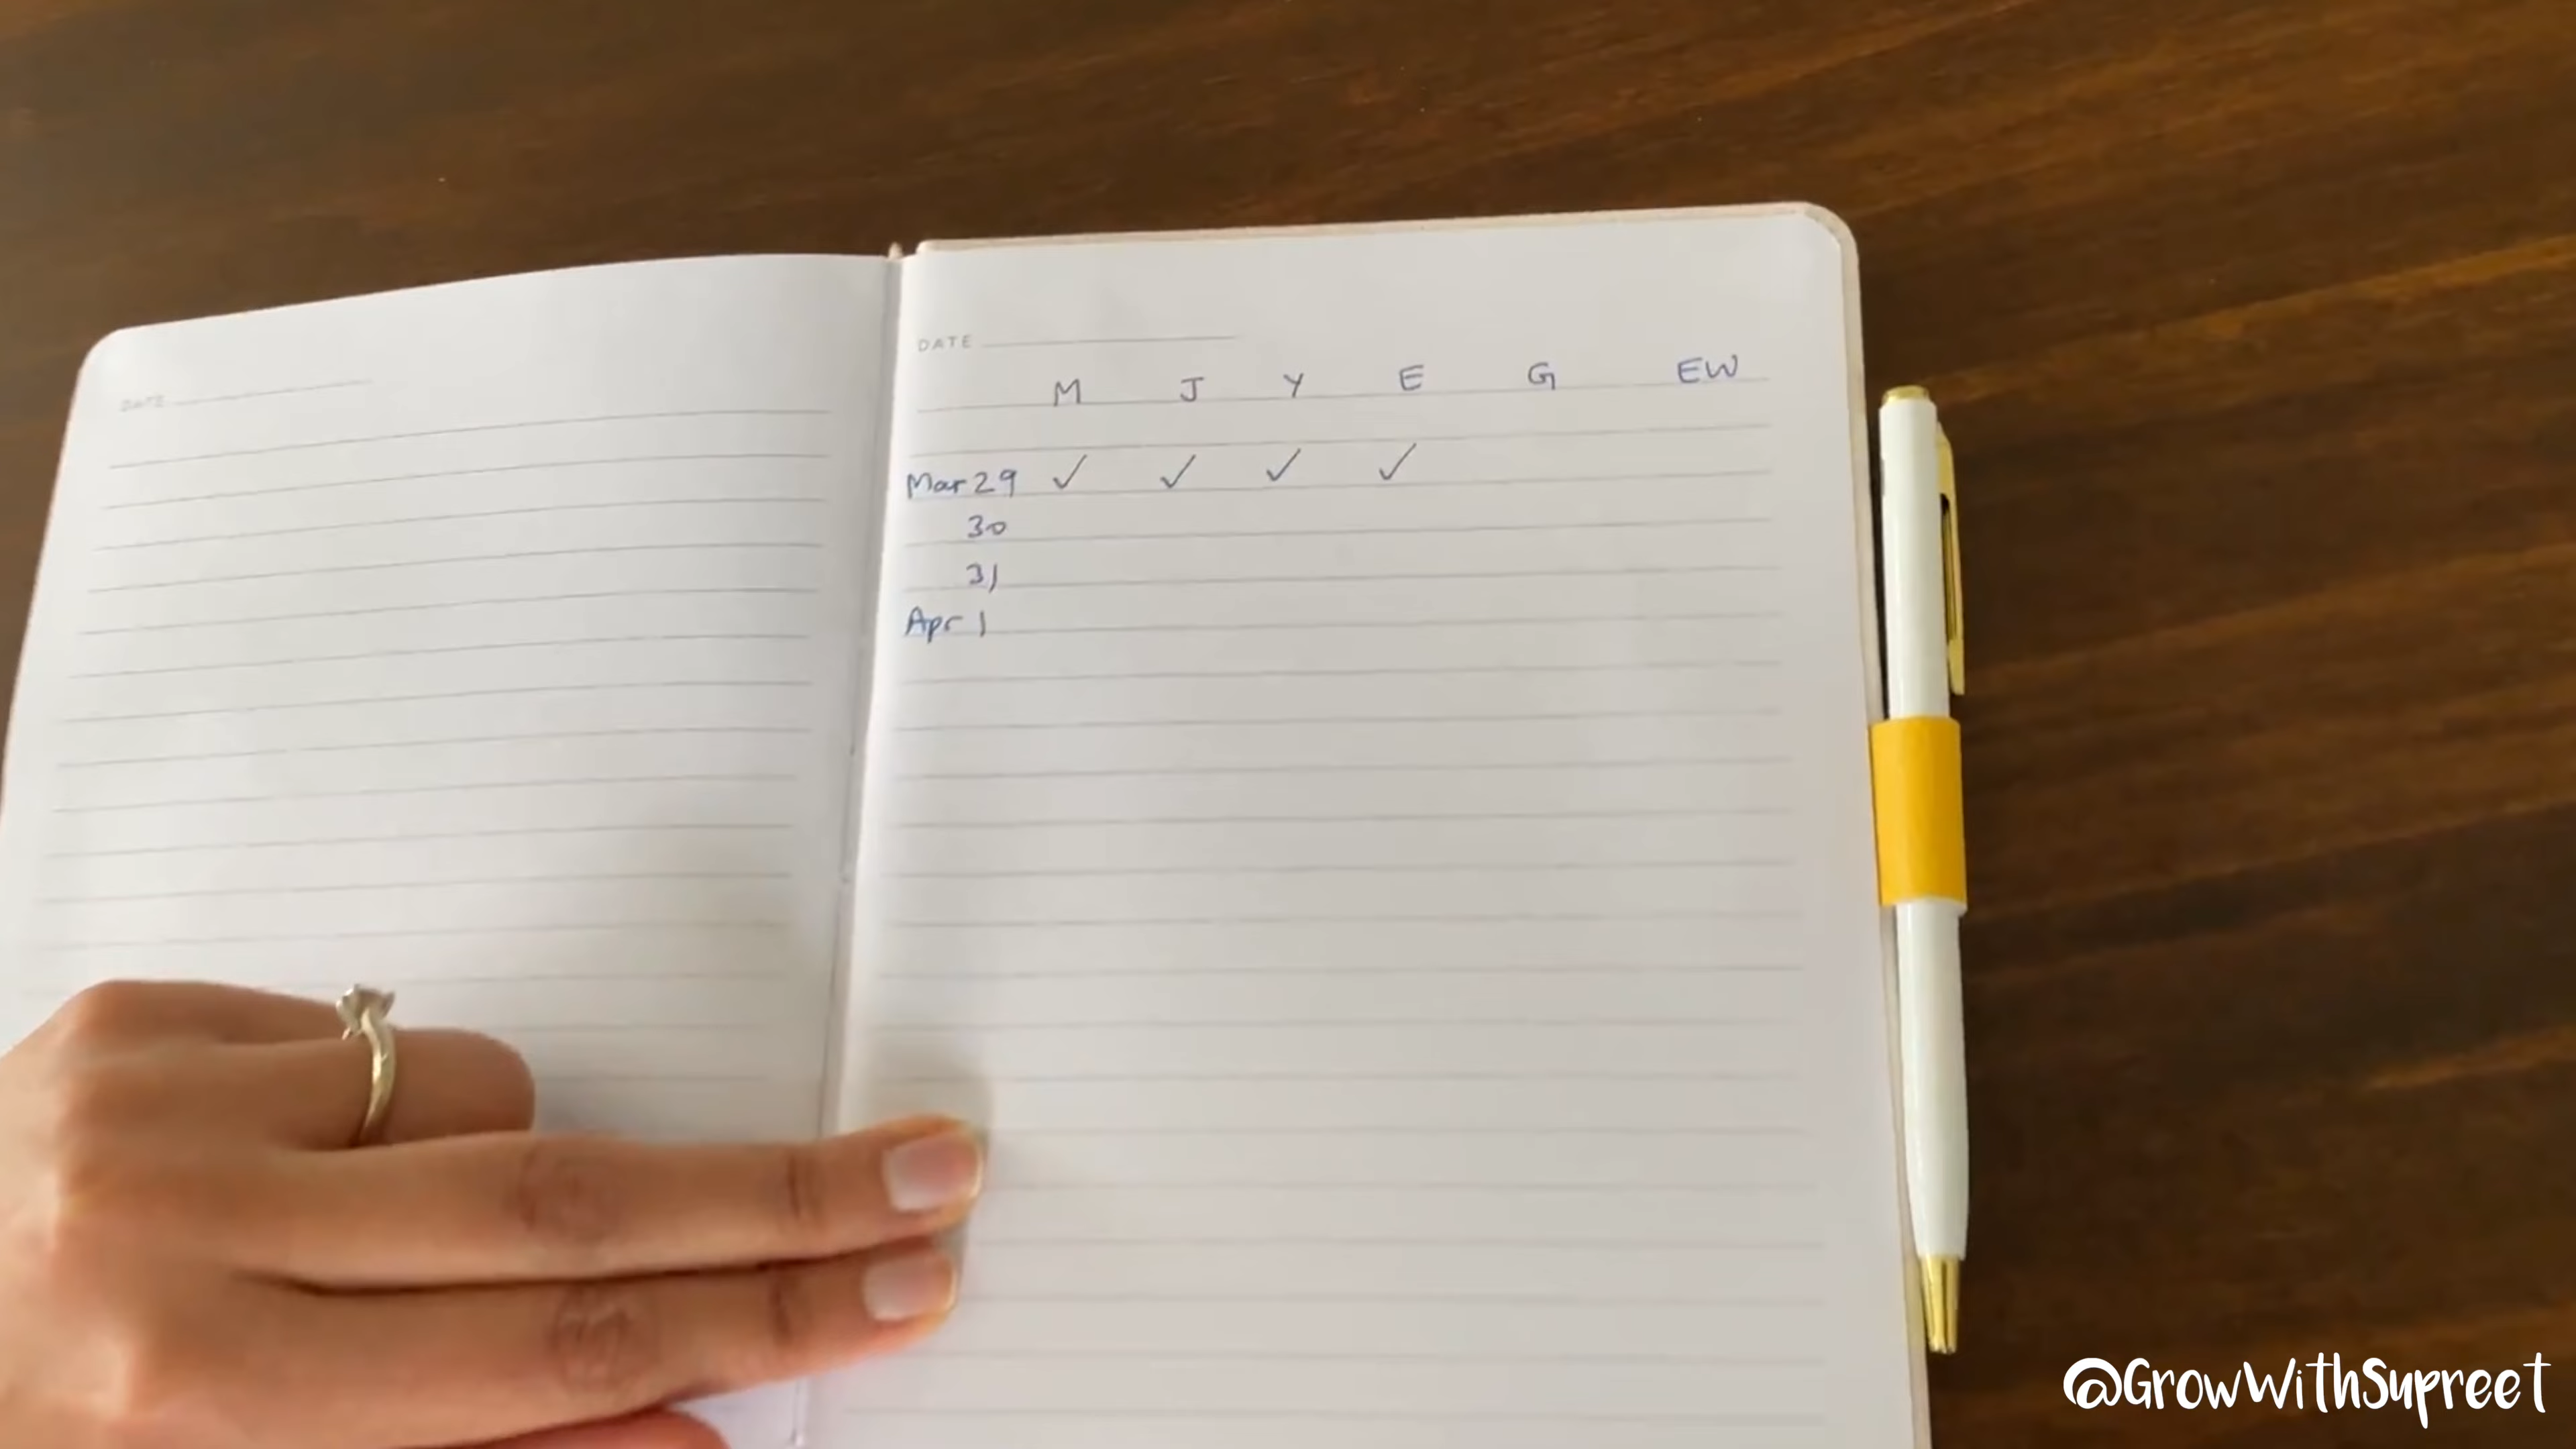 DATE
DATE
M J Y E G EW
Mar 29 ✓ ✓ ✓ ✓
30
31
Apr 1
@GrowWithSupreet